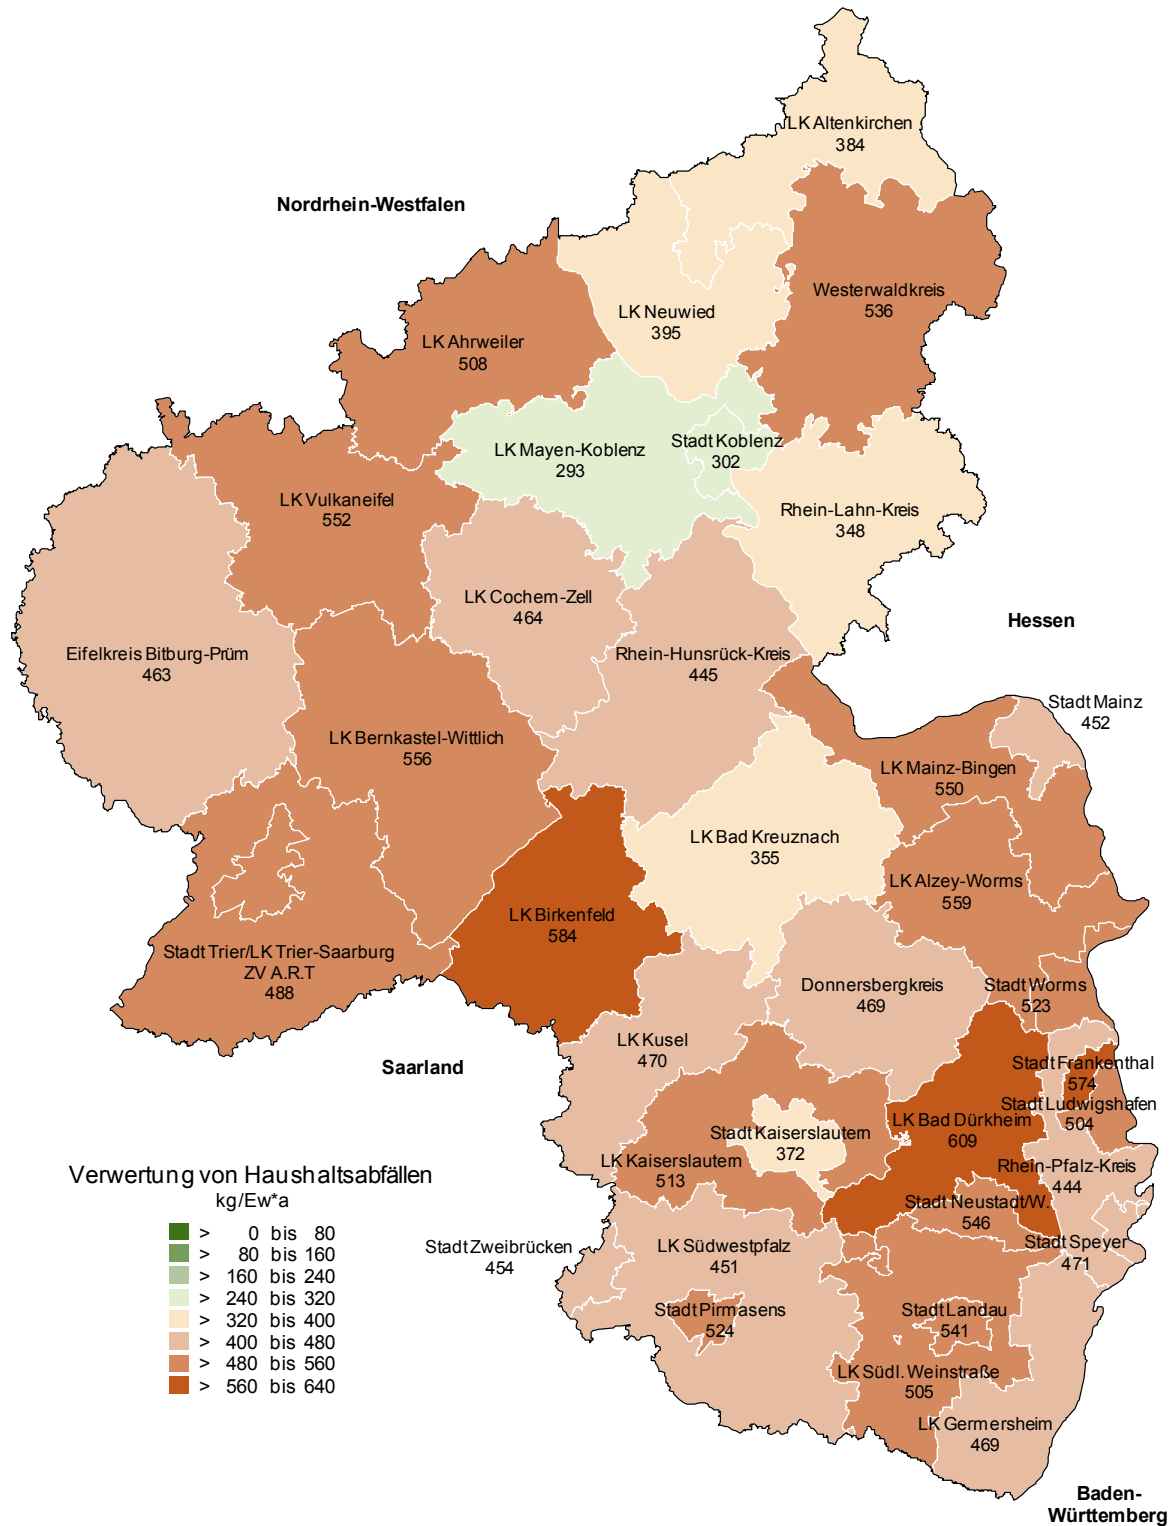 LK Altenkirchen
384
Nordrhein-Westfalen
Westerwaldkreis
536
LK Neuwied
395
LK Ahrweiler
508
Stadt Koblenz
302
LK Mayen-Koblenz
293
LK Vulkaneifel
552
Rhein-Lahn-Kreis
348
LK Cochem-Zell
464
Hessen
Eifelkreis Bitburg-Prüm
463
Rhein-Hunsrück-Kreis
445
Stadt Mainz
452
LK Bernkastel-Wittlich
556
LK Mainz-Bingen
550
LK Bad Kreuznach
355
LK Alzey-Worms
559
LK Birkenfeld
584
Stadt Trier/LK Trier-Saarburg
ZV A.R.T
488
Donnersbergkreis
469
Stadt Worms
523
LK Kusel
470
Saarland
Stadt Frankenthal
574
Stadt Ludwigshafen
504
LK Bad Dürkheim
609
Stadt Kaiserslautern
372
LK Kaiserslautern
513
Rhein-Pfalz-Kreis
444
Stadt Neustadt/W.
546
Stadt Speyer
471
Stadt Zweibrücken
454
LK Südwestpfalz
451
Stadt Pirmasens
524
Stadt Landau
541
LK Südl. Weinstraße
505
LK Germersheim
469
Baden-
Württemberg
Verwertung von Haushaltsabfällen
kg/Ew*a
> 0 bis 80
> 80 bis 160
> 160 bis 240
> 240 bis 320
> 320 bis 400
> 400 bis 480
> 480 bis 560
> 560 bis 640